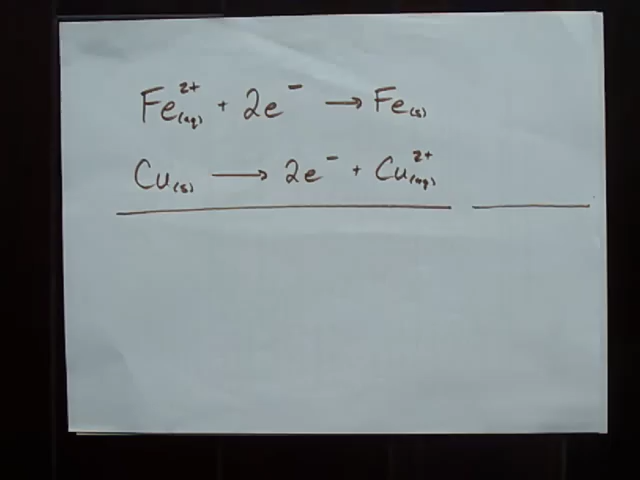 Fe²⁺(aq) + 2e⁻ → Fe(s)
Cu(s) → 2e⁻ + Cu²⁺(aq)